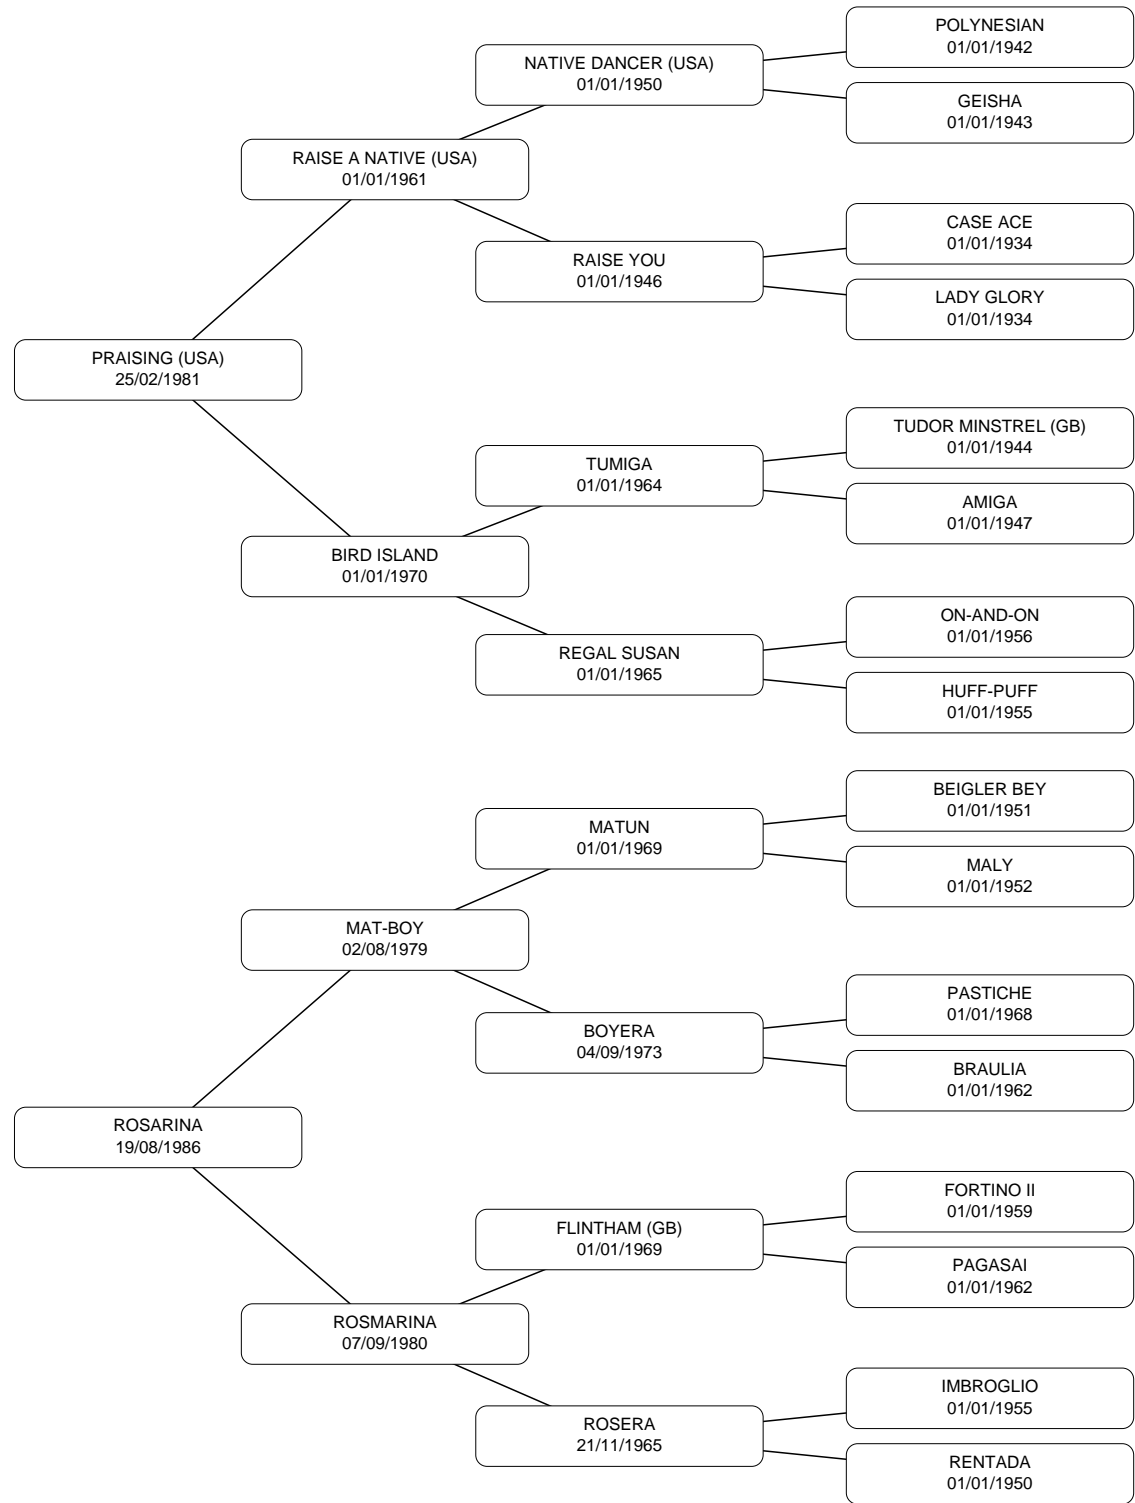 POLYNESIAN
01/01/1942
NATIVE DANCER (USA)
01/01/1950
GEISHA
01/01/1943
RAISE A NATIVE (USA)
01/01/1961
CASE ACE
01/01/1934
RAISE YOU
01/01/1946
LADY GLORY
01/01/1934
PRAISING (USA)
25/02/1981
TUDOR MINSTREL (GB)
01/01/1944
TUMIGA
01/01/1964
AMIGA
01/01/1947
BIRD ISLAND
01/01/1970
ON-AND-ON
01/01/1956
REGAL SUSAN
01/01/1965
HUFF-PUFF
01/01/1955
BEIGLER BEY
01/01/1951
MATUN
01/01/1969
MALY
01/01/1952
MAT-BOY
02/08/1979
PASTICHE
01/01/1968
BOYERA
04/09/1973
BRAULIA
01/01/1962
ROSARINA
19/08/1986
FORTINO II
01/01/1959
FLINTHAM (GB)
01/01/1969
PAGASAI
01/01/1962
ROSMARINA
07/09/1980
IMBROGLIO
01/01/1955
ROSERA
21/11/1965
RENTADA
01/01/1950